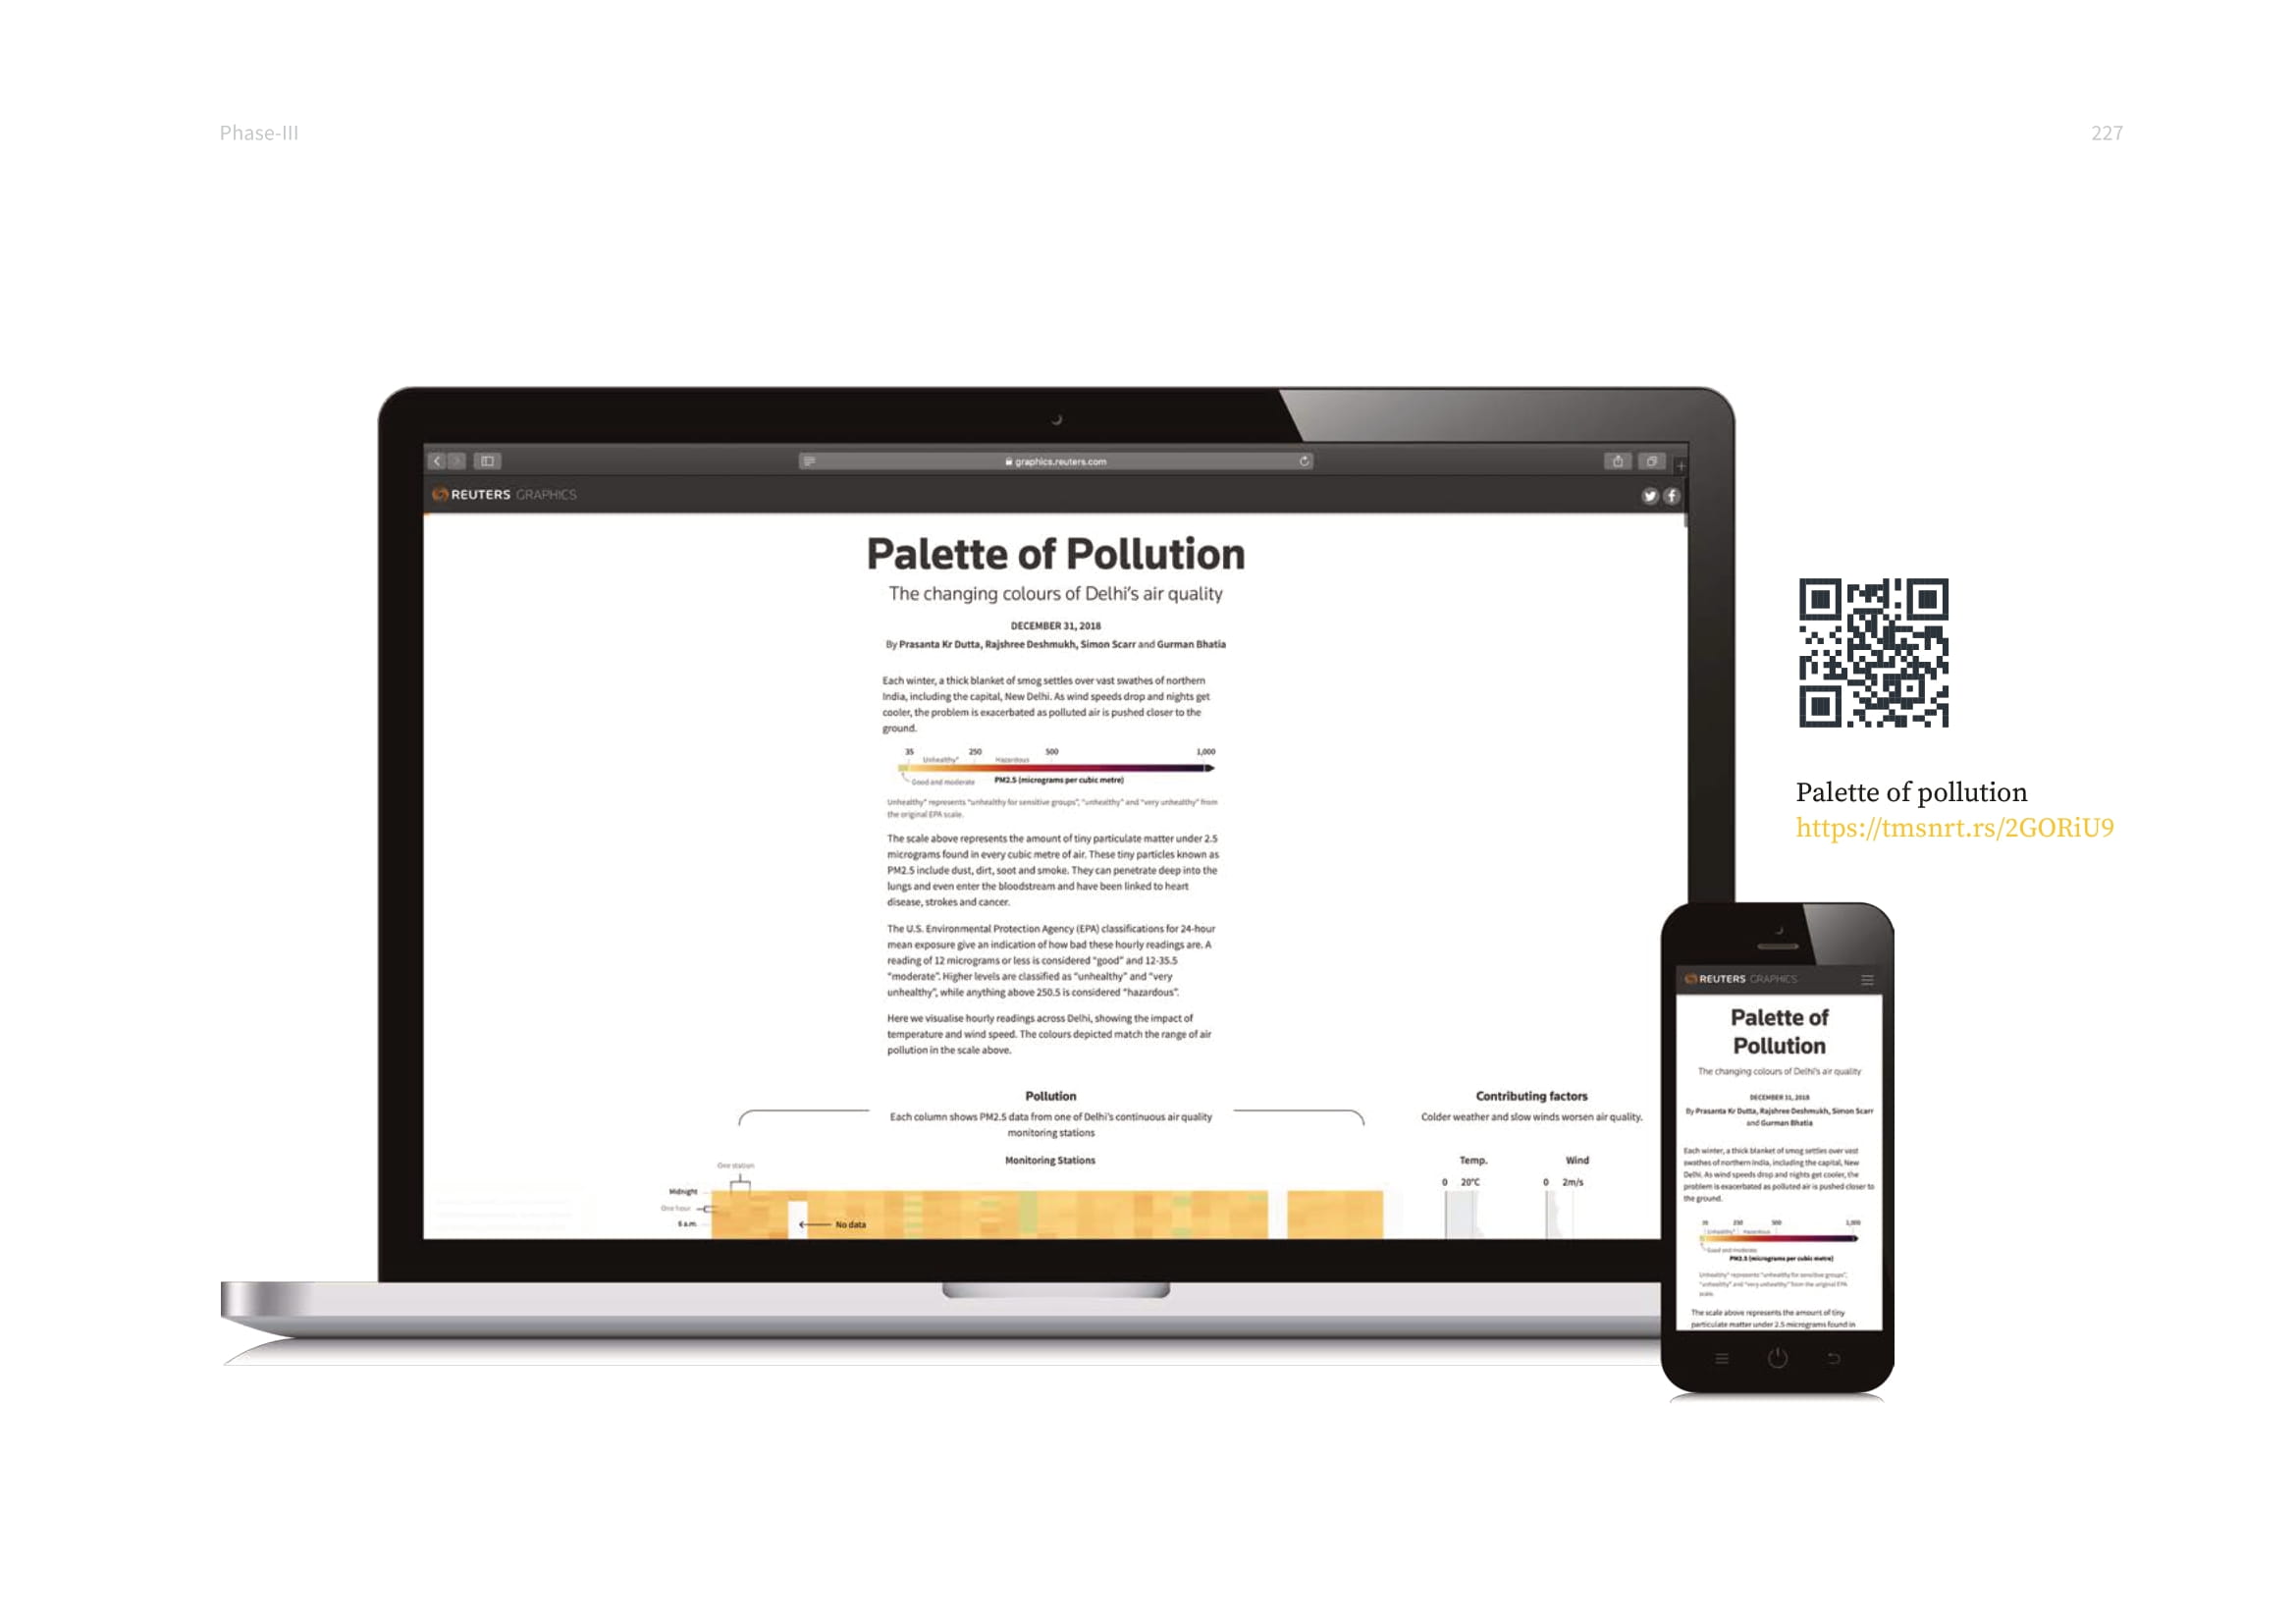 Phase-III
227
graphics.reuters.com
REUTERS GRAPHICS
Palette of Pollution
The changing colours of Delhi's air quality
DECEMBER 31, 2018
By Prasanta Kr Dutta, Rajshree Deshmukh, Simon Scarr and Gurman Bhatia
Each winter, a thick blanket of smog settles over vast swathes of northern
India, including the capital, New Delhi. As wind speeds drop and nights get
cooler, the problem is exacerbated as polluted air is pushed closer to the
ground.
35 250 500 1,000
Unhealthy* Hazardous
Good and moderate PM2.5 (micrograms per cubic metre)
Unhealthy* represents "unhealthy for sensitive groups", "unhealthy" and "very unhealthy" from
the original EPA scale.
The scale above represents the amount of tiny particulate matter under 2.5
micrograms found in every cubic metre of air. These tiny particles known as
PM2.5 include dust, dirt, soot and smoke. They can penetrate deep into the
lungs and even enter the bloodstream and have been linked to heart
disease, strokes and cancer.
The U.S. Environmental Protection Agency (EPA) classifications for 24-hour
mean exposure give an indication of how bad these hourly readings are. A
reading of 12 micrograms or less is considered "good" and 12-35.5
"moderate". Higher levels are classified as "unhealthy" and "very
unhealthy", while anything above 250.5 is considered "hazardous".
Here we visualise hourly readings across Delhi, showing the impact of
temperature and wind speed. The colours depicted match the range of air
pollution in the scale above.
Pollution
Each column shows PM2.5 data from one of Delhi's continuous air quality
monitoring stations
Monitoring Stations
One station
Midnight
One hour
6 a.m.
No data
Contributing factors
Colder weather and slow winds worsen air quality.
Temp. Wind
0 20°C 0 2m/s
Palette of pollution
https://tmsnrt.rs/2GORiU9
REUTERS GRAPHICS
Palette of
Pollution
The changing colours of Delhi's air quality
DECEMBER 31, 2018
By Prasanta Kr Dutta, Rajshree Deshmukh, Simon Scarr
and Gurman Bhatia
Each winter, a thick blanket of smog settles over vast
swathes of northern India, including the capital, New
Delhi. As wind speeds drop and nights get cooler, the
problem is exacerbated as polluted air is pushed closer to
the ground.
35 250 500 1,000
Unhealthy* Hazardous
Good and moderate
PM2.5 (micrograms per cubic metre)
Unhealthy* represents "unhealthy for sensitive groups",
"unhealthy" and "very unhealthy" from the original EPA
scale.
The scale above represents the amount of tiny
particulate matter under 2.5 micrograms found in